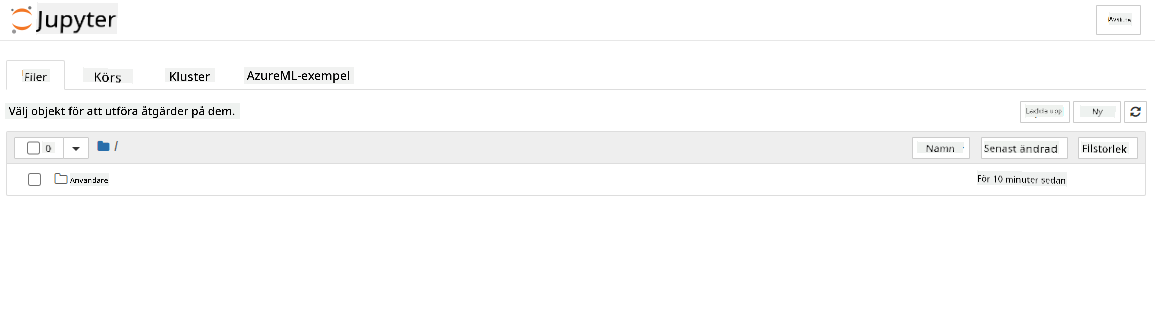 Jupyter
Filer Körs Kluster AzureML-exempel
Välj objekt för att utföra åtgärder på dem.
Ladda upp Ny
0 / Namn Senast ändrad Filstorlek
Användare För 10 minuter sedan